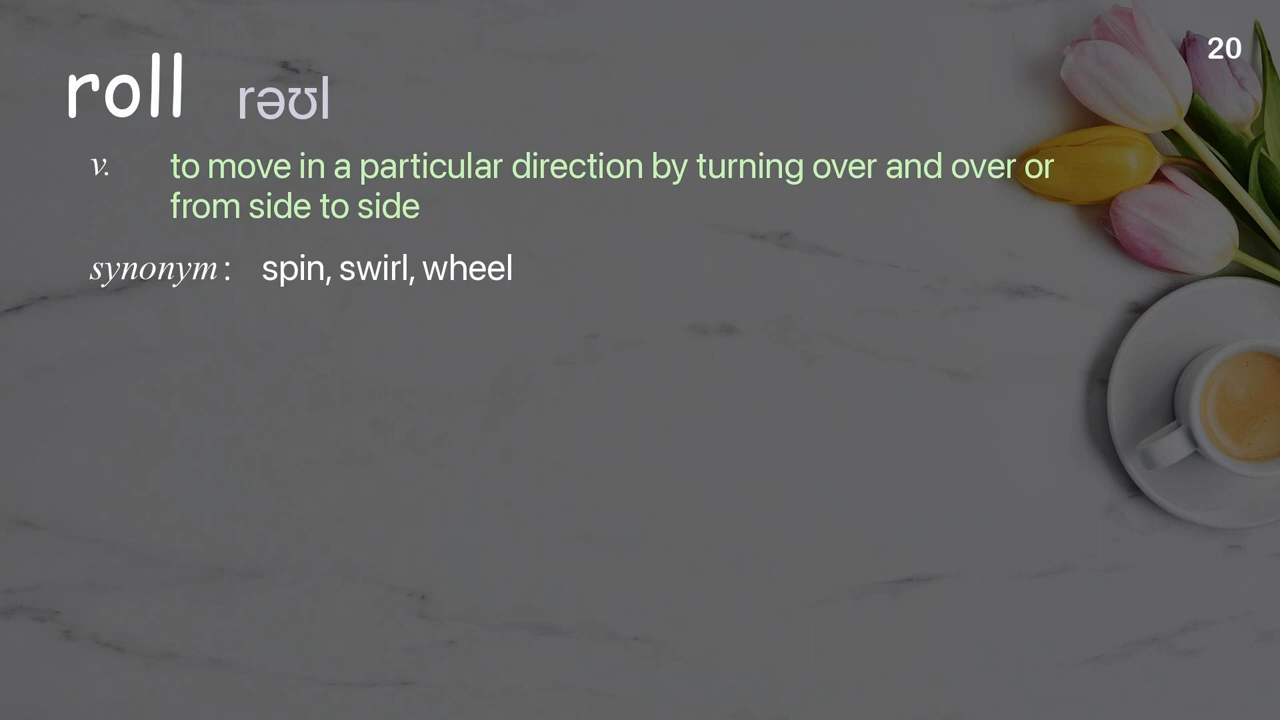 20
roll rəʊl
v. to move in a particular direction by turning over and over or
from side to side
synonym : spin, swirl, wheel